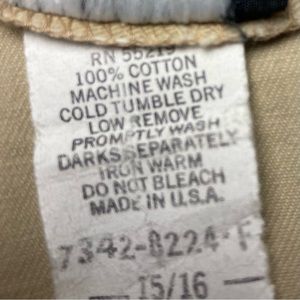 RN 55219
100% COTTON
MACHINE WASH
COLD TUMBLE DRY
LOW REMOVE
PROMPTLY WASH
DARKS SEPARATELY
IRON WARM
DO NOT BLEACH
MADE IN U.S.A.
7342-8224-F
— 15/16 —